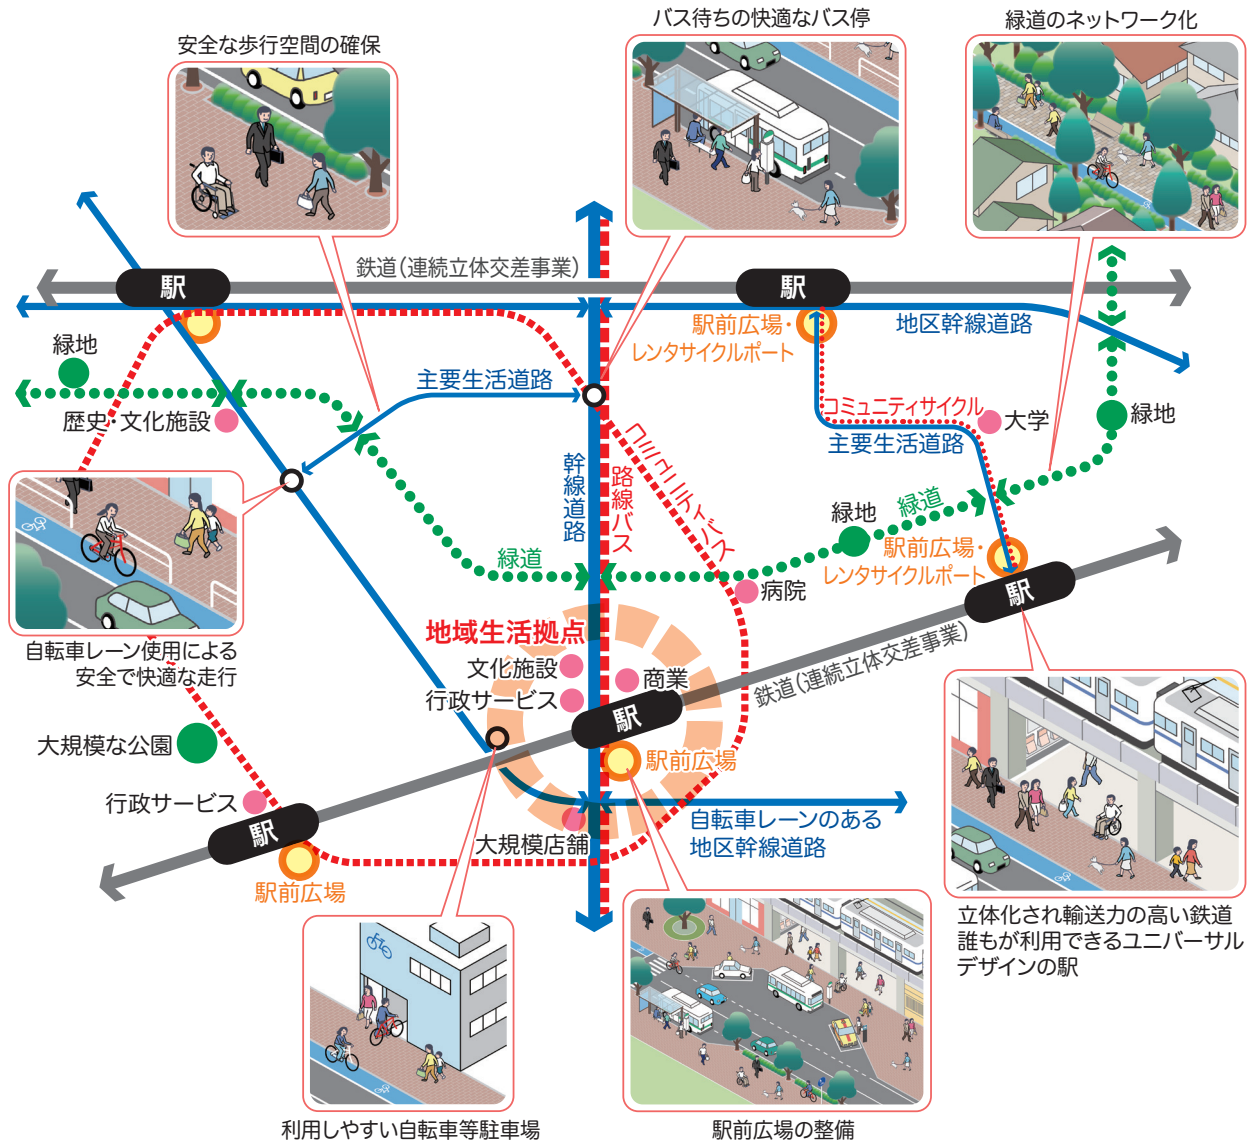 バス待ちの快適なバス停
緑道のネットワーク化
安全な歩行空間の確保
鉄道(連続立体交差事業)
駅
駅
駅前広場・
レンタサイクルポート
地区幹線道路
緑地
主要生活道路
歴史・文化施設
コミュニティサイクル
主要生活道路
大学
緑地
幹線道路
路線バス
コミュニティバス
緑道
緑地
緑道
駅前広場・
レンタサイクルポート
病院
駅
自転車レーン使用による
安全で快適な走行
地域生活拠点
文化施設
行政サービス
商業
駅
鉄道(連続立体交差事業)
大規模な公園
駅前広場
行政サービス
駅
大規模店舗
自転車レーンのある
地区幹線道路
駅前広場
立体化され輸送力の高い鉄道
誰もが利用できるユニバーサル
デザインの駅
利用しやすい自転車等駐車場
駅前広場の整備